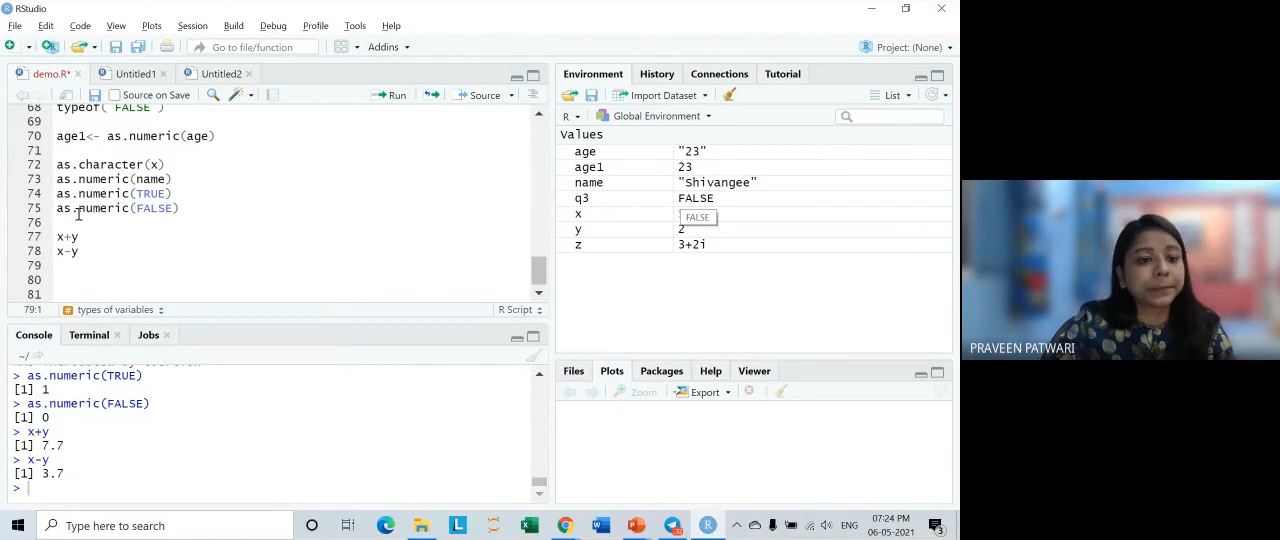 RStudio
File Edit Code View Plots Session Build Debug Profile Tools Help
Go to file/function Addins Project: (None)
demo.R* Untitled1 Untitled2
Source on Save Run Source
68 typeof("FALSE")
69
70 age1<- as.numeric(age)
71
72 as.character(x)
73 as.numeric(name)
74 as.numeric(TRUE)
75 as.numeric(FALSE)
76
77 x+y
78 x-y
79
80
81
79:1 types of variables R Script
Console Terminal Jobs
~/
> as.numeric(TRUE)
[1] 1
> as.numeric(FALSE)
[1] 0
> x+y
[1] 7.7
> x-y
[1] 3.7
>
Environment History Connections Tutorial
Import Dataset List
R Global Environment
Values
age "23"
age1 23
name "Shivangee"
q3 FALSE
x
FALSE
y 2
z 3+2i
Files Plots Packages Help Viewer
Zoom Export
PRAVEEN PATWARI
Type here to search
ENG
07:24 PM
06-05-2021
3